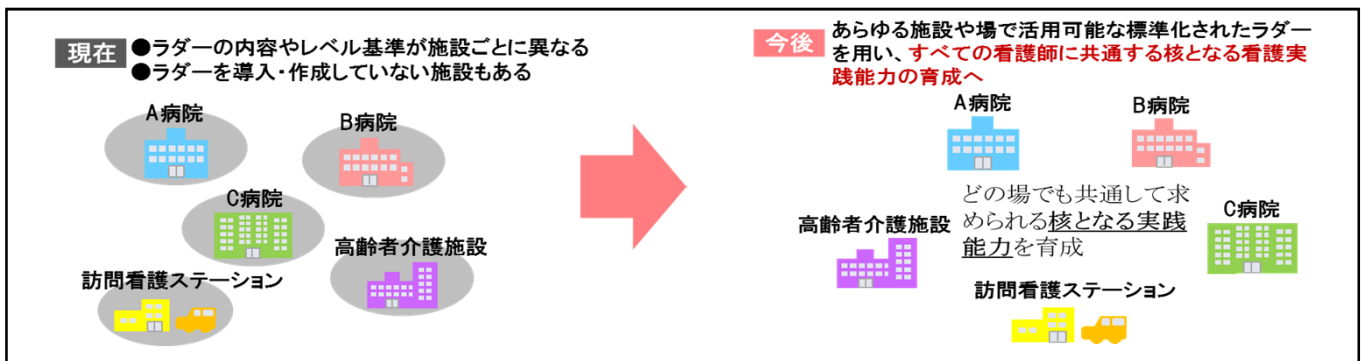 現在
●ラダーの内容やレベル基準が施設ごとに異なる
●ラダーを導入・作成していない施設もある
A病院
B病院
C病院
高齢者介護施設
訪問看護ステーション
今後
あらゆる施設や場で活用可能な標準化されたラダー
を用い、すべての看護師に共通する核となる看護実
践能力の育成へ
A病院
B病院
どの場でも共通して求
められる核となる実践
能力を育成
C病院
高齢者介護施設
訪問看護ステーション